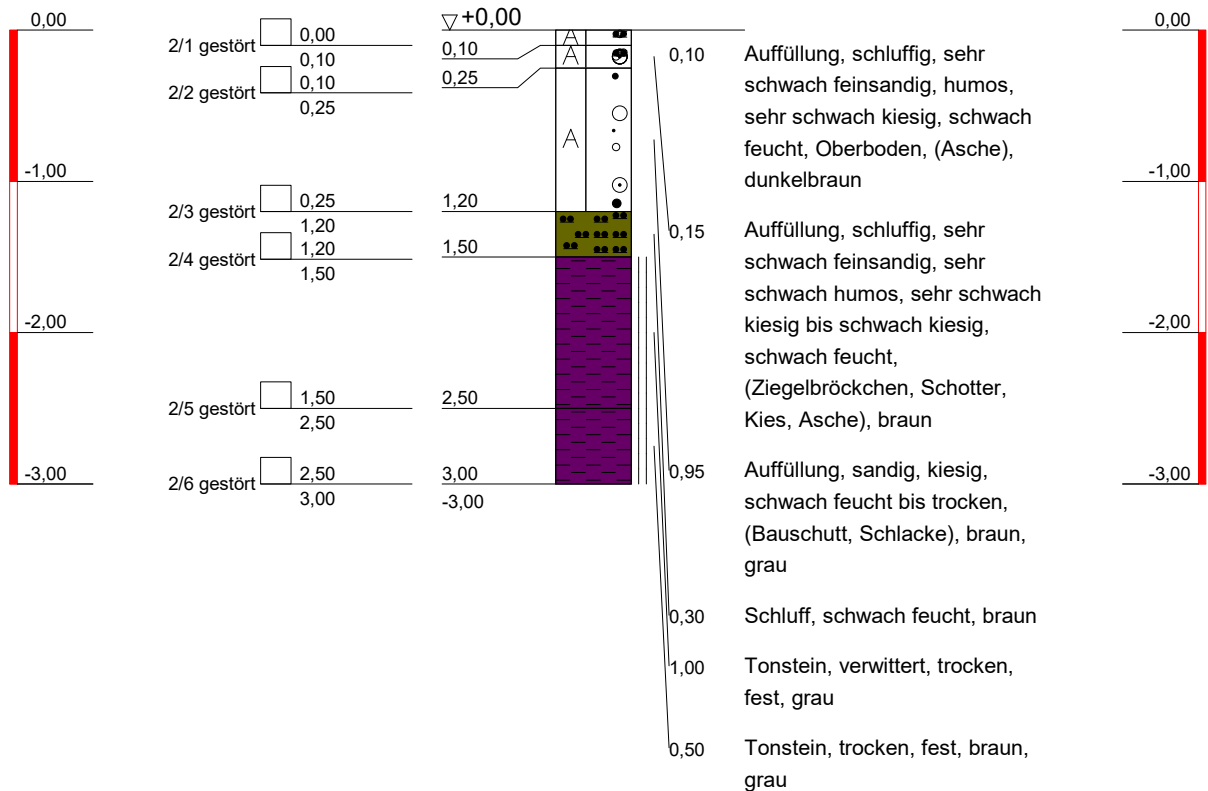 0,00
-1,00
-2,00
-3,00
2/1 gestört
0,00
0,10
2/2 gestört
0,10
0,25
2/3 gestört
0,25
1,20
2/4 gestört
1,20
1,50
2/5 gestört
1,50
2,50
2/6 gestört
2,50
3,00
+0,00
0,10
0,25
1,20
1,50
2,50
3,00
-3,00
A
A
A
0,10
Auffüllung, schluffig, sehr
schwach feinsandig, humos,
sehr schwach kiesig, schwach
feucht, Oberboden, (Asche),
dunkelbraun
0,15
Auffüllung, schluffig, sehr
schwach feinsandig, sehr
schwach humos, sehr schwach
kiesig bis schwach kiesig,
schwach feucht,
(Ziegelbröckchen, Schotter,
Kies, Asche), braun
0,95
Auffüllung, sandig, kiesig,
schwach feucht bis trocken,
(Bauschutt, Schlacke), braun,
grau
0,30
Schluff, schwach feucht, braun
1,00
Tonstein, verwittert, trocken,
fest, grau
0,50
Tonstein, trocken, fest, braun,
grau
0,00
-1,00
-2,00
-3,00